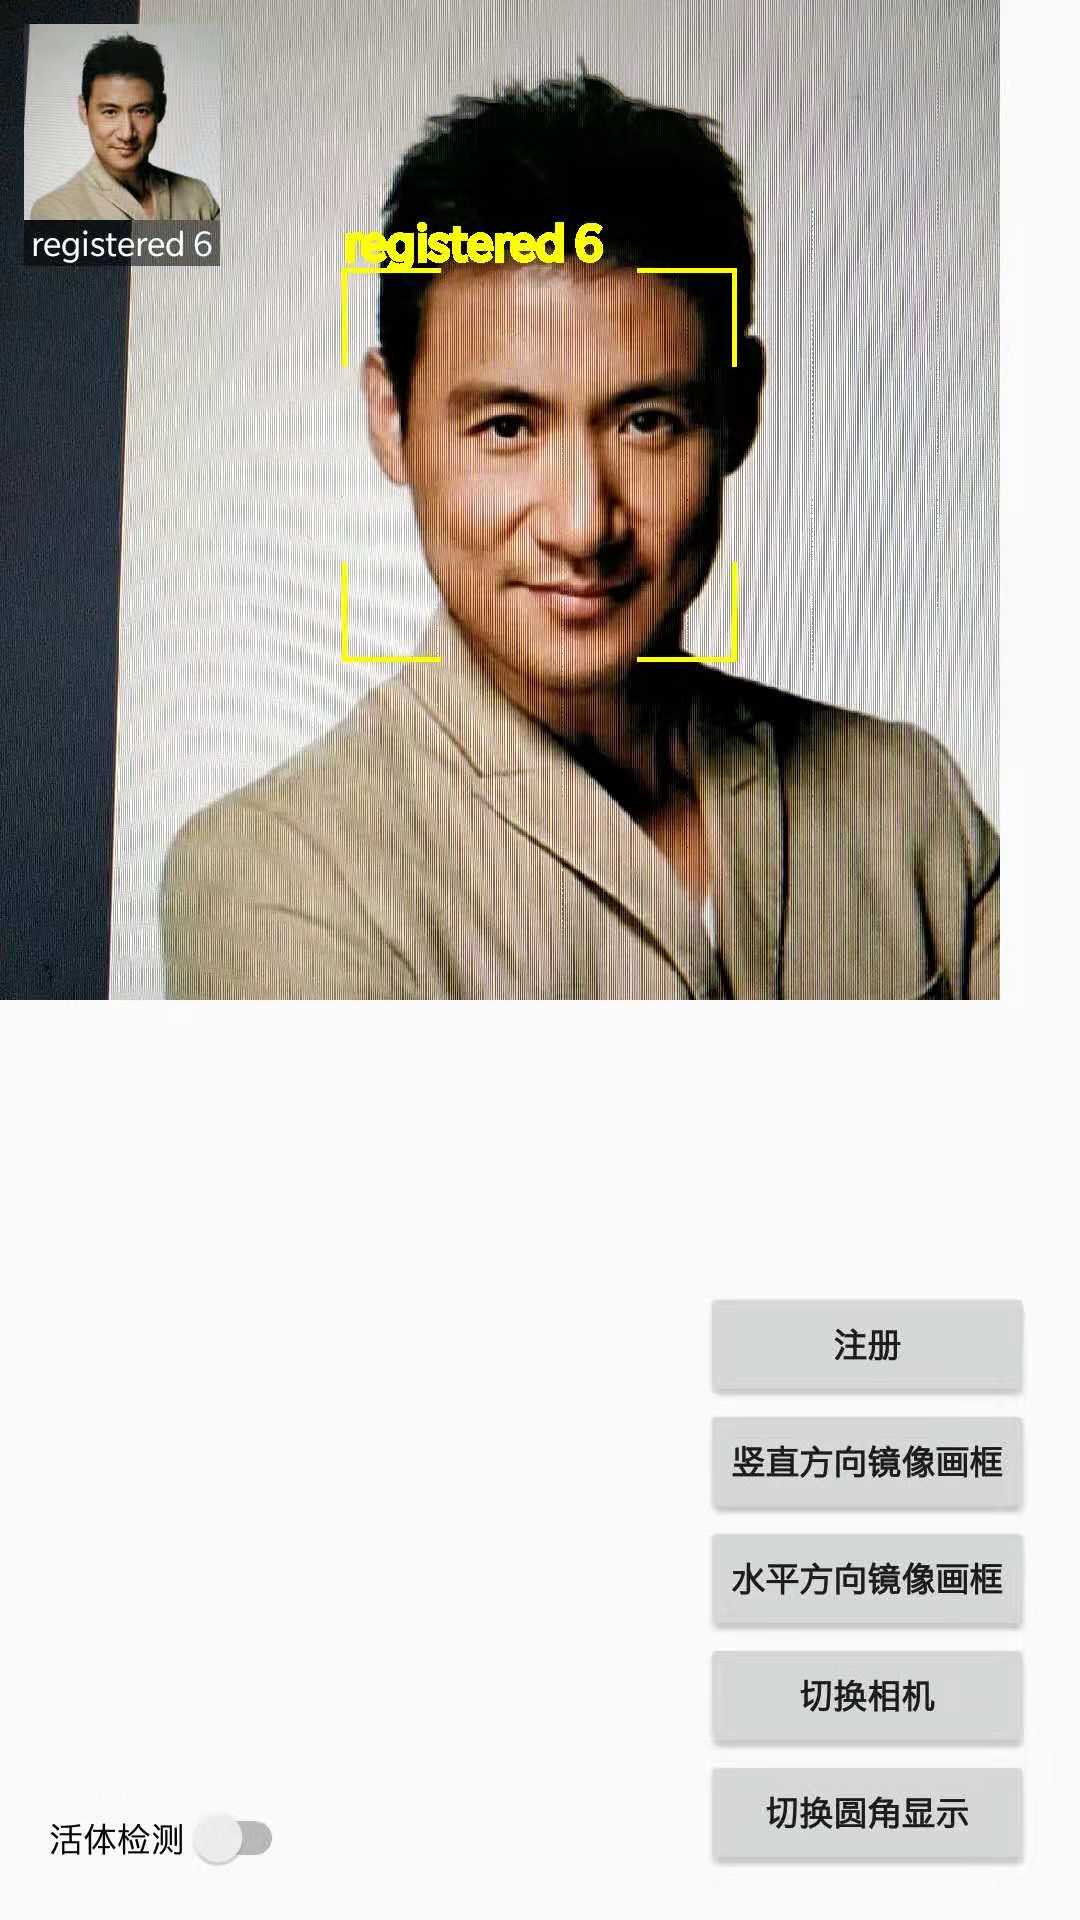 registered 6
registered 6
注册
竖直方向镜像画框
水平方向镜像画框
切换相机
切换圆角显示
活体检测